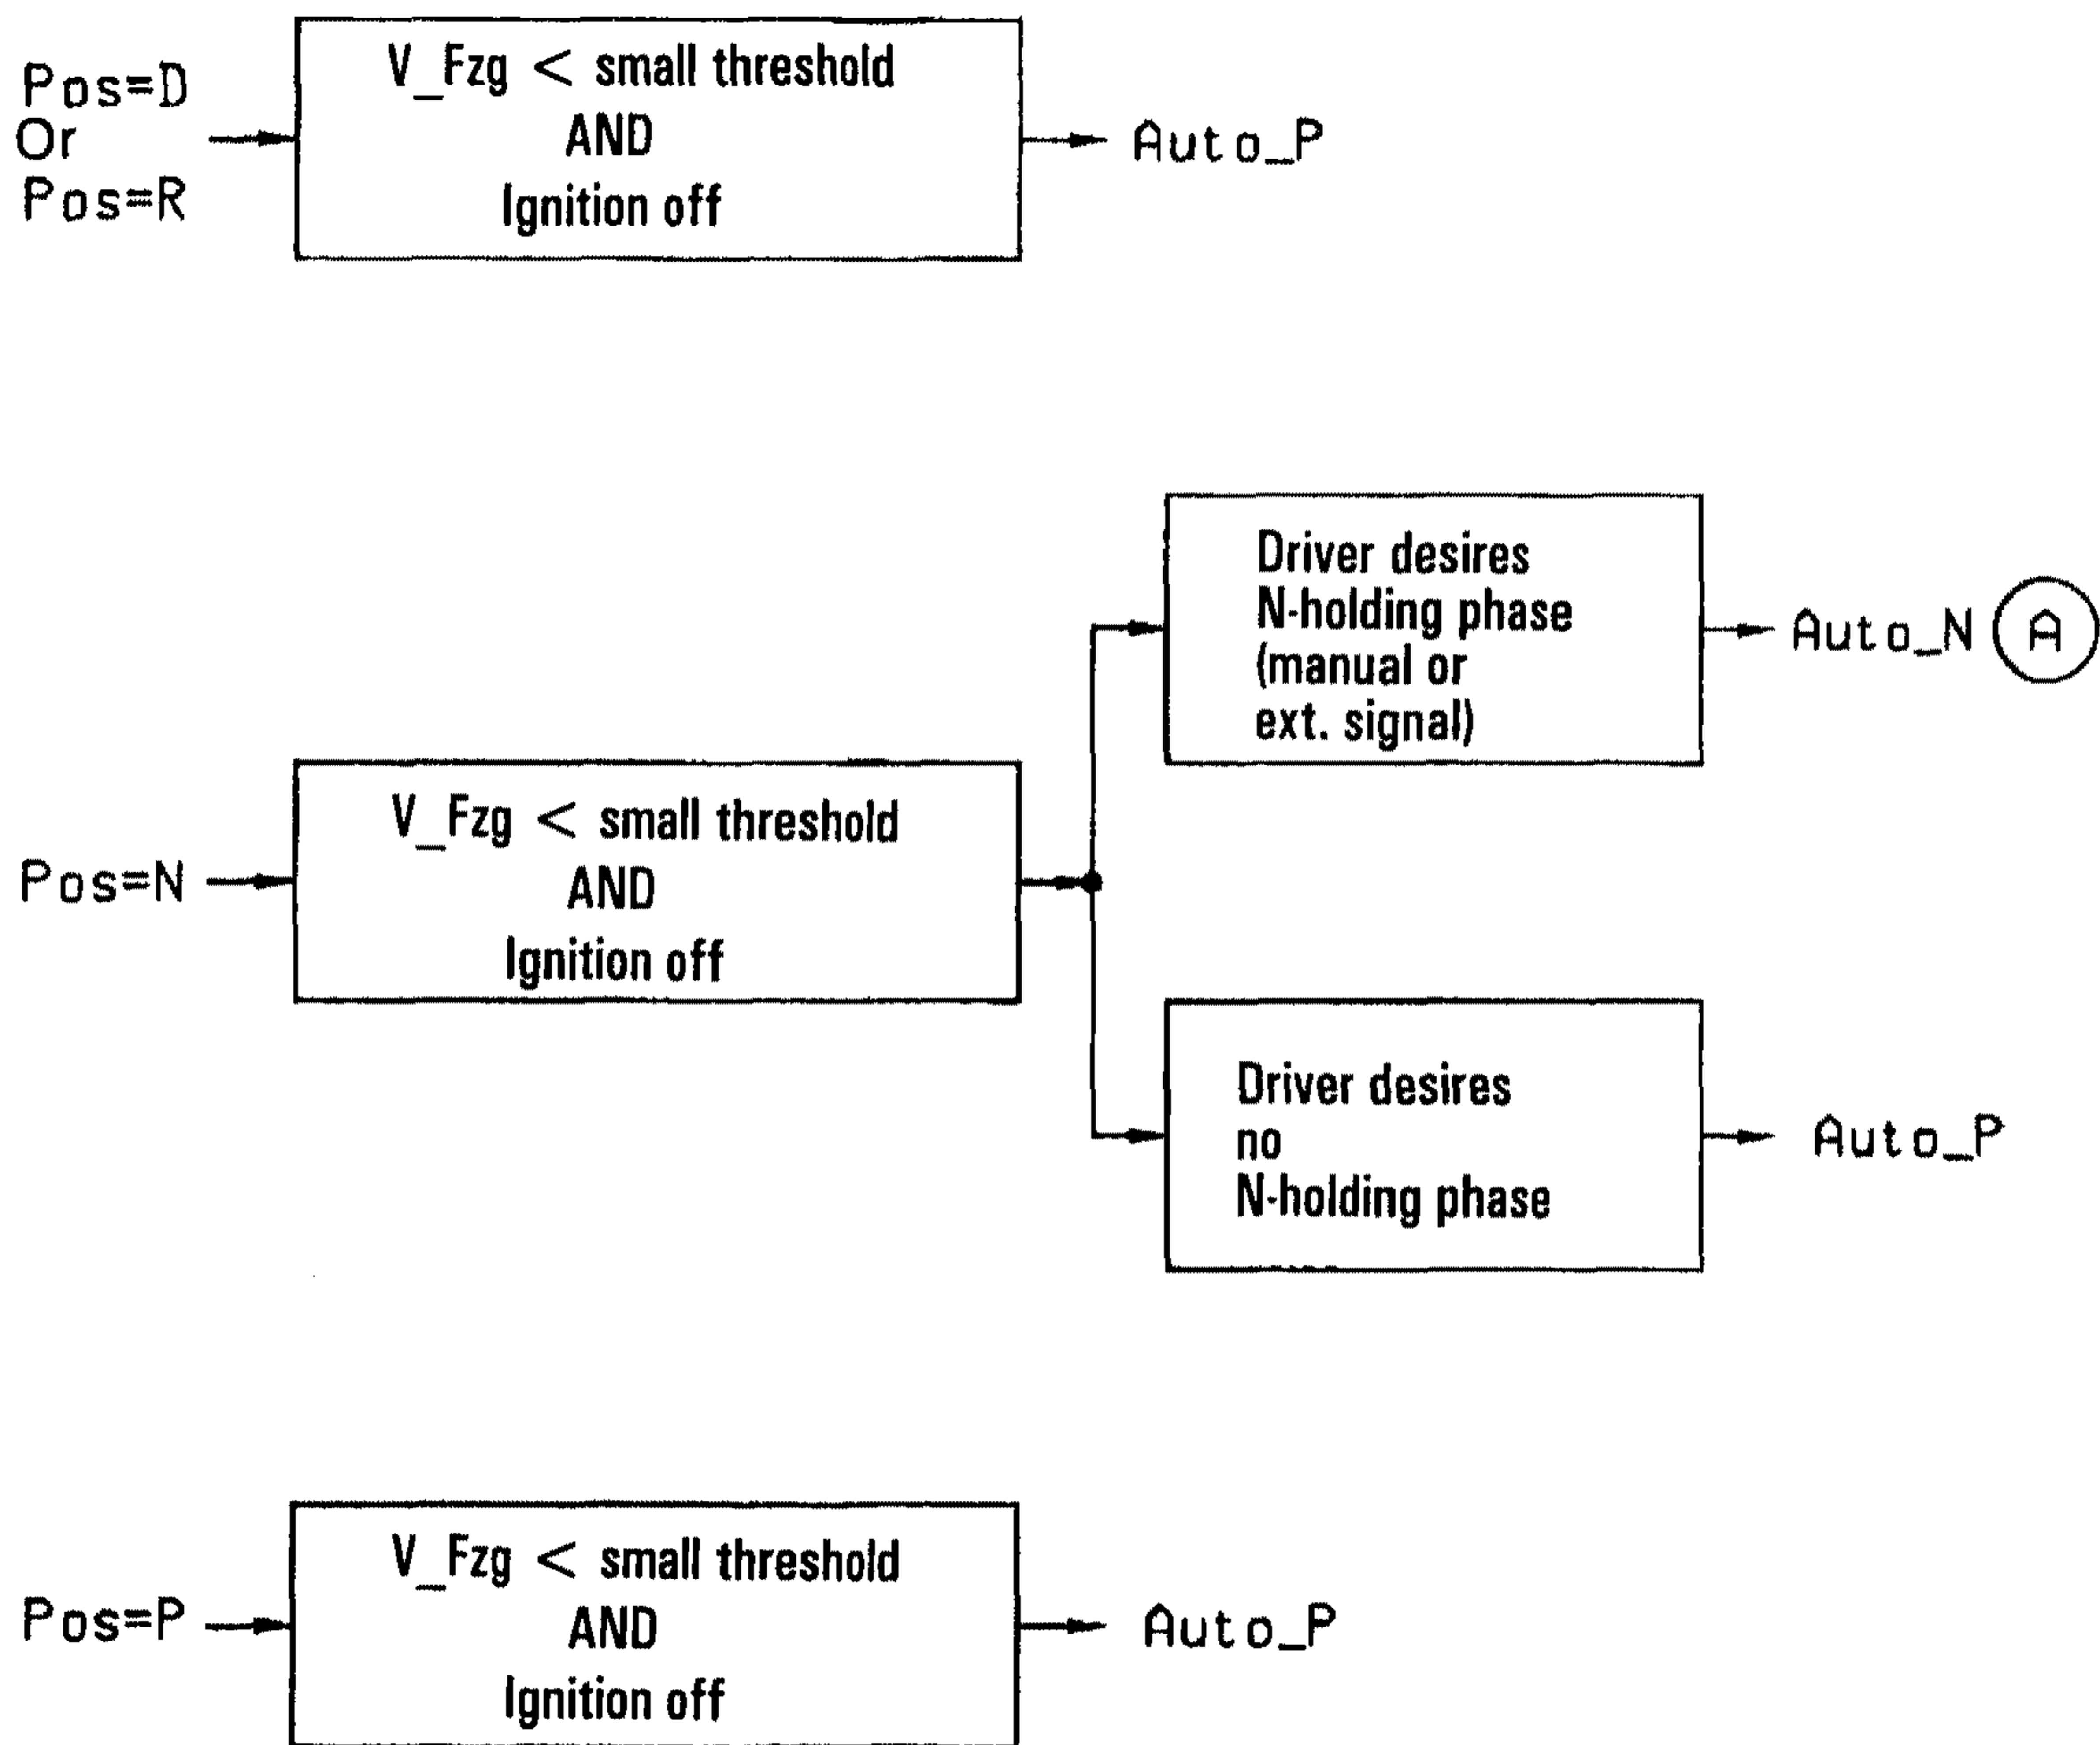 Pos=D
Or
Pos=R
V_Fzg < small threshold
AND
Ignition off
Auto_P
Pos=N
V_Fzg < small threshold
AND
Ignition off
Driver desires
N-holding phase
(manual or
ext. signal)
Auto_N
A
Driver desires
no
N-holding phase
Auto_P
Pos=P
V_Fzg < small threshold
AND
Ignition off
Auto_P